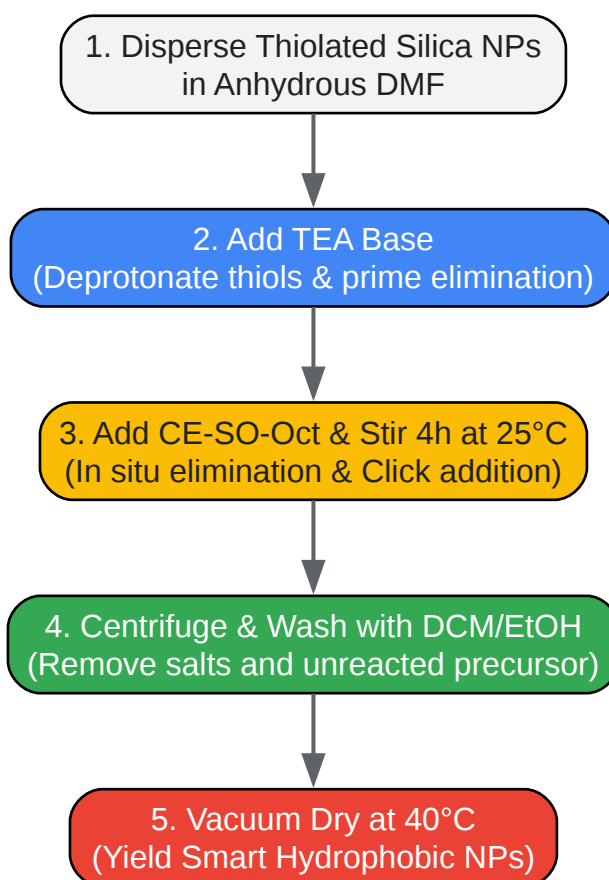 1. Disperse Thiolated Silica NPs
in Anhydrous DMF
2. Add TEA Base
(Deprotonate thiols & prime elimination)
3. Add CE-SO-Oct & Stir 4h at 25°C
(In situ elimination & Click addition)
4. Centrifuge & Wash with DCM/EtOH
(Remove salts and unreacted precursor)
5. Vacuum Dry at 40°C
(Yield Smart Hydrophobic NPs)